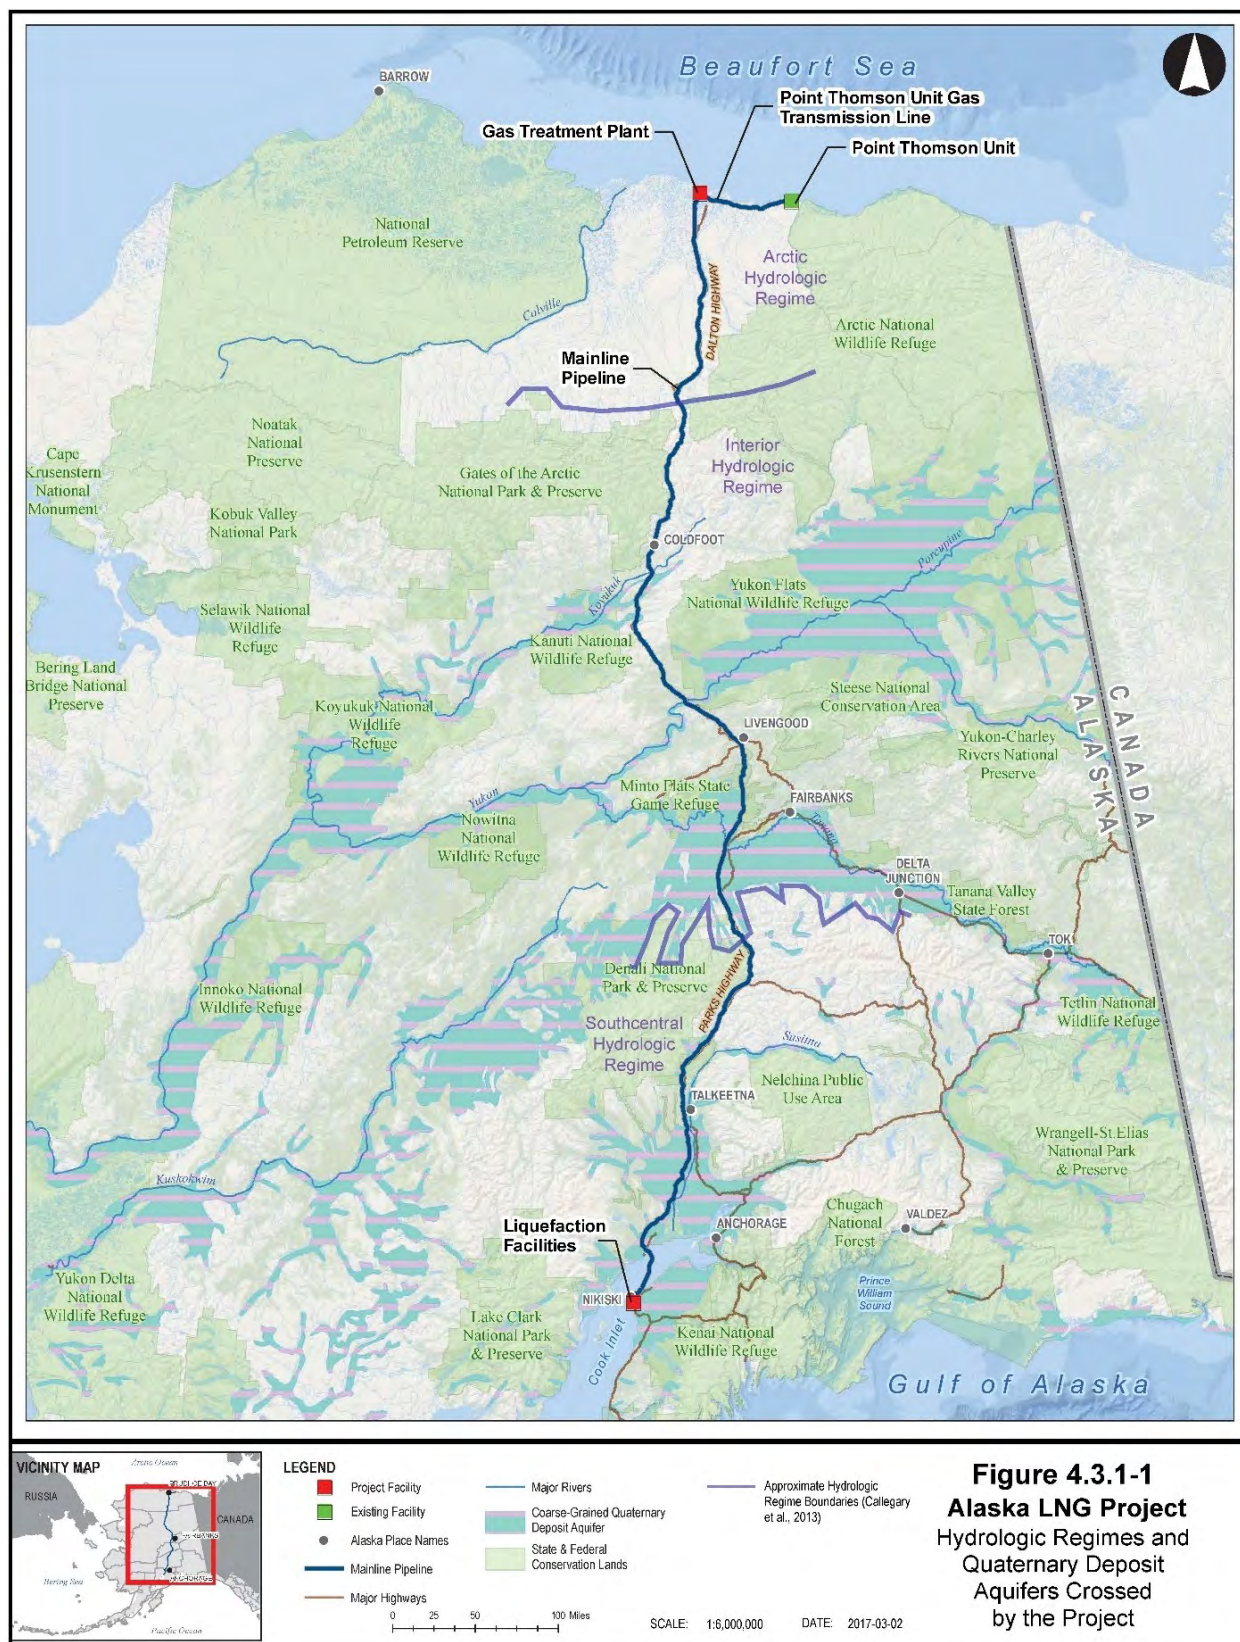 Beaufort Sea
BARROW
Point Thomson Unit Gas
Transmission Line
Gas Treatment Plant
Point Thomson Unit
National
Petroleum Reserve
Arctic
Hydrologic
Regime
Colville
DALTON HIGHWAY
Arctic National
Wildlife Refuge
Mainline
Pipeline
Noatak
National
Preserve
Cape
Krusenstern
National
Monument
Interior
Hydrologic
Regime
Gates of the Arctic
National Park & Preserve
Kobuk Valley
National Park
COLDFOOT
Porcupine
Koyukuk
Yukon Flats
National Wildlife Refuge
Selawik National
Wildlife
Refuge
Kanuti National
Wildlife Refuge
Bering Land
Bridge National
Preserve
Steese National
Conservation Area
CANADA
ALASKA
Koyukuk National
Wildlife
Refuge
LIVENGOOD
Yukon-Charley
Rivers National
Preserve
Minto Flats State
Game Refuge
Yukon
FAIRBANKS
Tanana
Nowitna
National
Wildlife Refuge
DELTA
JUNCTION
Tanana Valley
State Forest
TOK
Denali National
Park & Preserve
Innoko National
Wildlife Refuge
PARKS HIGHWAY
Tetlin National
Wildlife Refuge
Southcentral
Hydrologic
Regime
Susitna
Nelchina Public
Use Area
TALKEETNA
Wrangell-St.Elias
National Park
& Preserve
Kuskokwim
Liquefaction
Facilities
ANCHORAGE
Chugach
National
Forest
VALDEZ
Yukon Delta
National
Wildlife Refuge
NIKISKI
Prince
William
Sound
Lake Clark
National Park
& Preserve
Cook Inlet
Kenai National
Wildlife Refuge
Gulf of Alaska
VICINITY MAP
Arctic Ocean
RUSSIA
PRUDHOE BAY
CANADA
FAIRBANKS
ANCHORAGE
Bering Sea
Pacific Ocean
LEGEND
Project Facility
Existing Facility
Alaska Place Names
Mainline Pipeline
Major Highways
Major Rivers
Coarse-Grained Quaternary
Deposit Aquifer
State & Federal
Conservation Lands
Approximate Hydrologic
Regime Boundaries (Callegary
et al., 2013)
0 25 50 100 Miles
SCALE: 1:6,000,000 DATE: 2017-03-02
Figure 4.3.1-1
Alaska LNG Project
Hydrologic Regimes and
Quaternary Deposit
Aquifers Crossed
by the Project